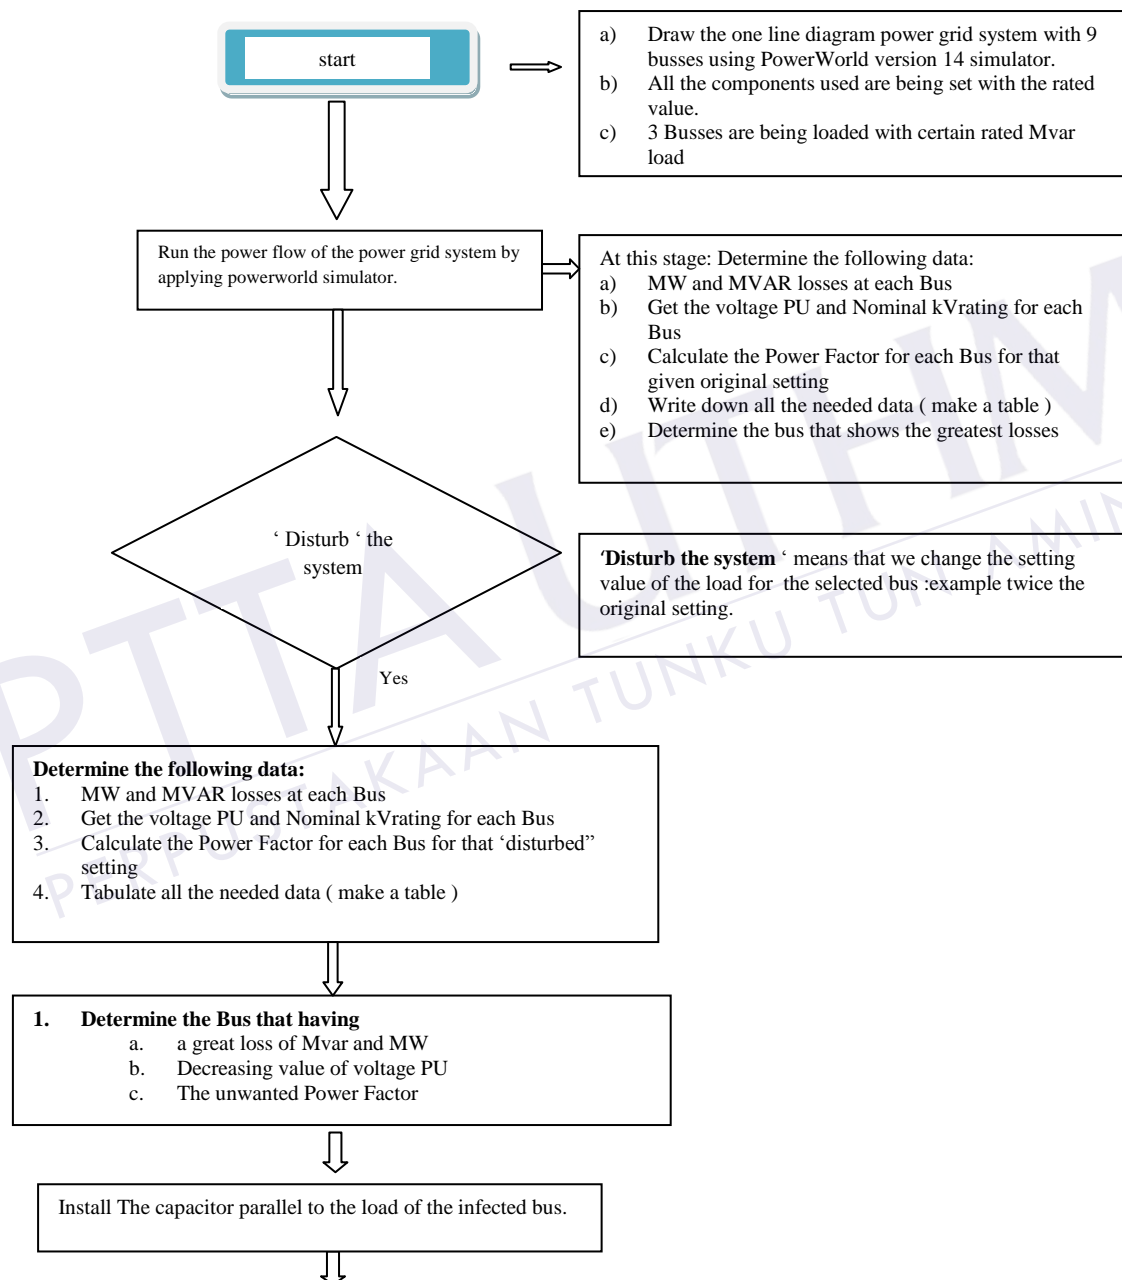 start
a) Draw the one line diagram power grid system with 9
busses using PowerWorld version 14 simulator.
b) All the components used are being set with the rated
value.
c) 3 Busses are being loaded with certain rated Mvar
load
Run the power flow of the power grid system by
applying powerworld simulator.
At this stage: Determine the following data:
a) MW and MVAR losses at each Bus
b) Get the voltage PU and Nominal kVrating for each
Bus
c) Calculate the Power Factor for each Bus for that
given original setting
d) Write down all the needed data ( make a table )
e) Determine the bus that shows the greatest losses
‘ Disturb ‘ the
system
‘Disturb the system ‘ means that we change the setting
value of the load for the selected bus :example twice the
original setting.
Yes
Determine the following data:
1. MW and MVAR losses at each Bus
2. Get the voltage PU and Nominal kVrating for each Bus
3. Calculate the Power Factor for each Bus for that ‘disturbed”
setting
4. Tabulate all the needed data ( make a table )
1. Determine the Bus that having
a. a great loss of Mvar and MW
b. Decreasing value of voltage PU
c. The unwanted Power Factor
Install The capacitor parallel to the load of the infected bus.
PTTA UTHM
PERPUSTAKAAN TUNKU TUN AMIN